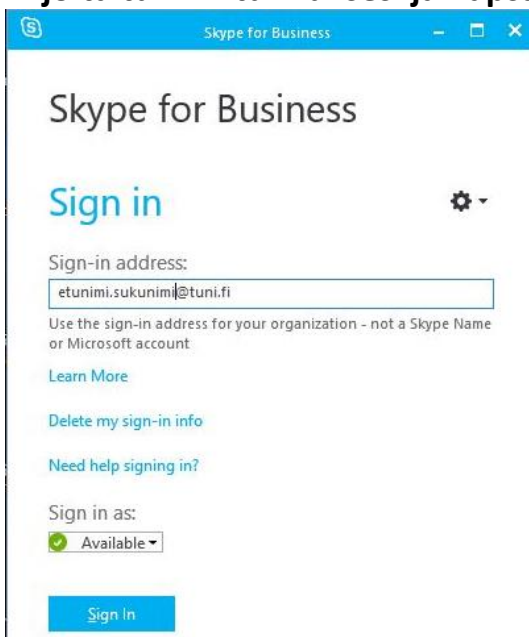 Skype for Business
Skype for Business
Sign in
Sign-in address:
etunimi.sukunimi@tuni.fi
Use the sign-in address for your organization - not a Skype Name
or Microsoft account
Learn More
Delete my sign-in info
Need help signing in?
Sign in as:
Available
Sign In